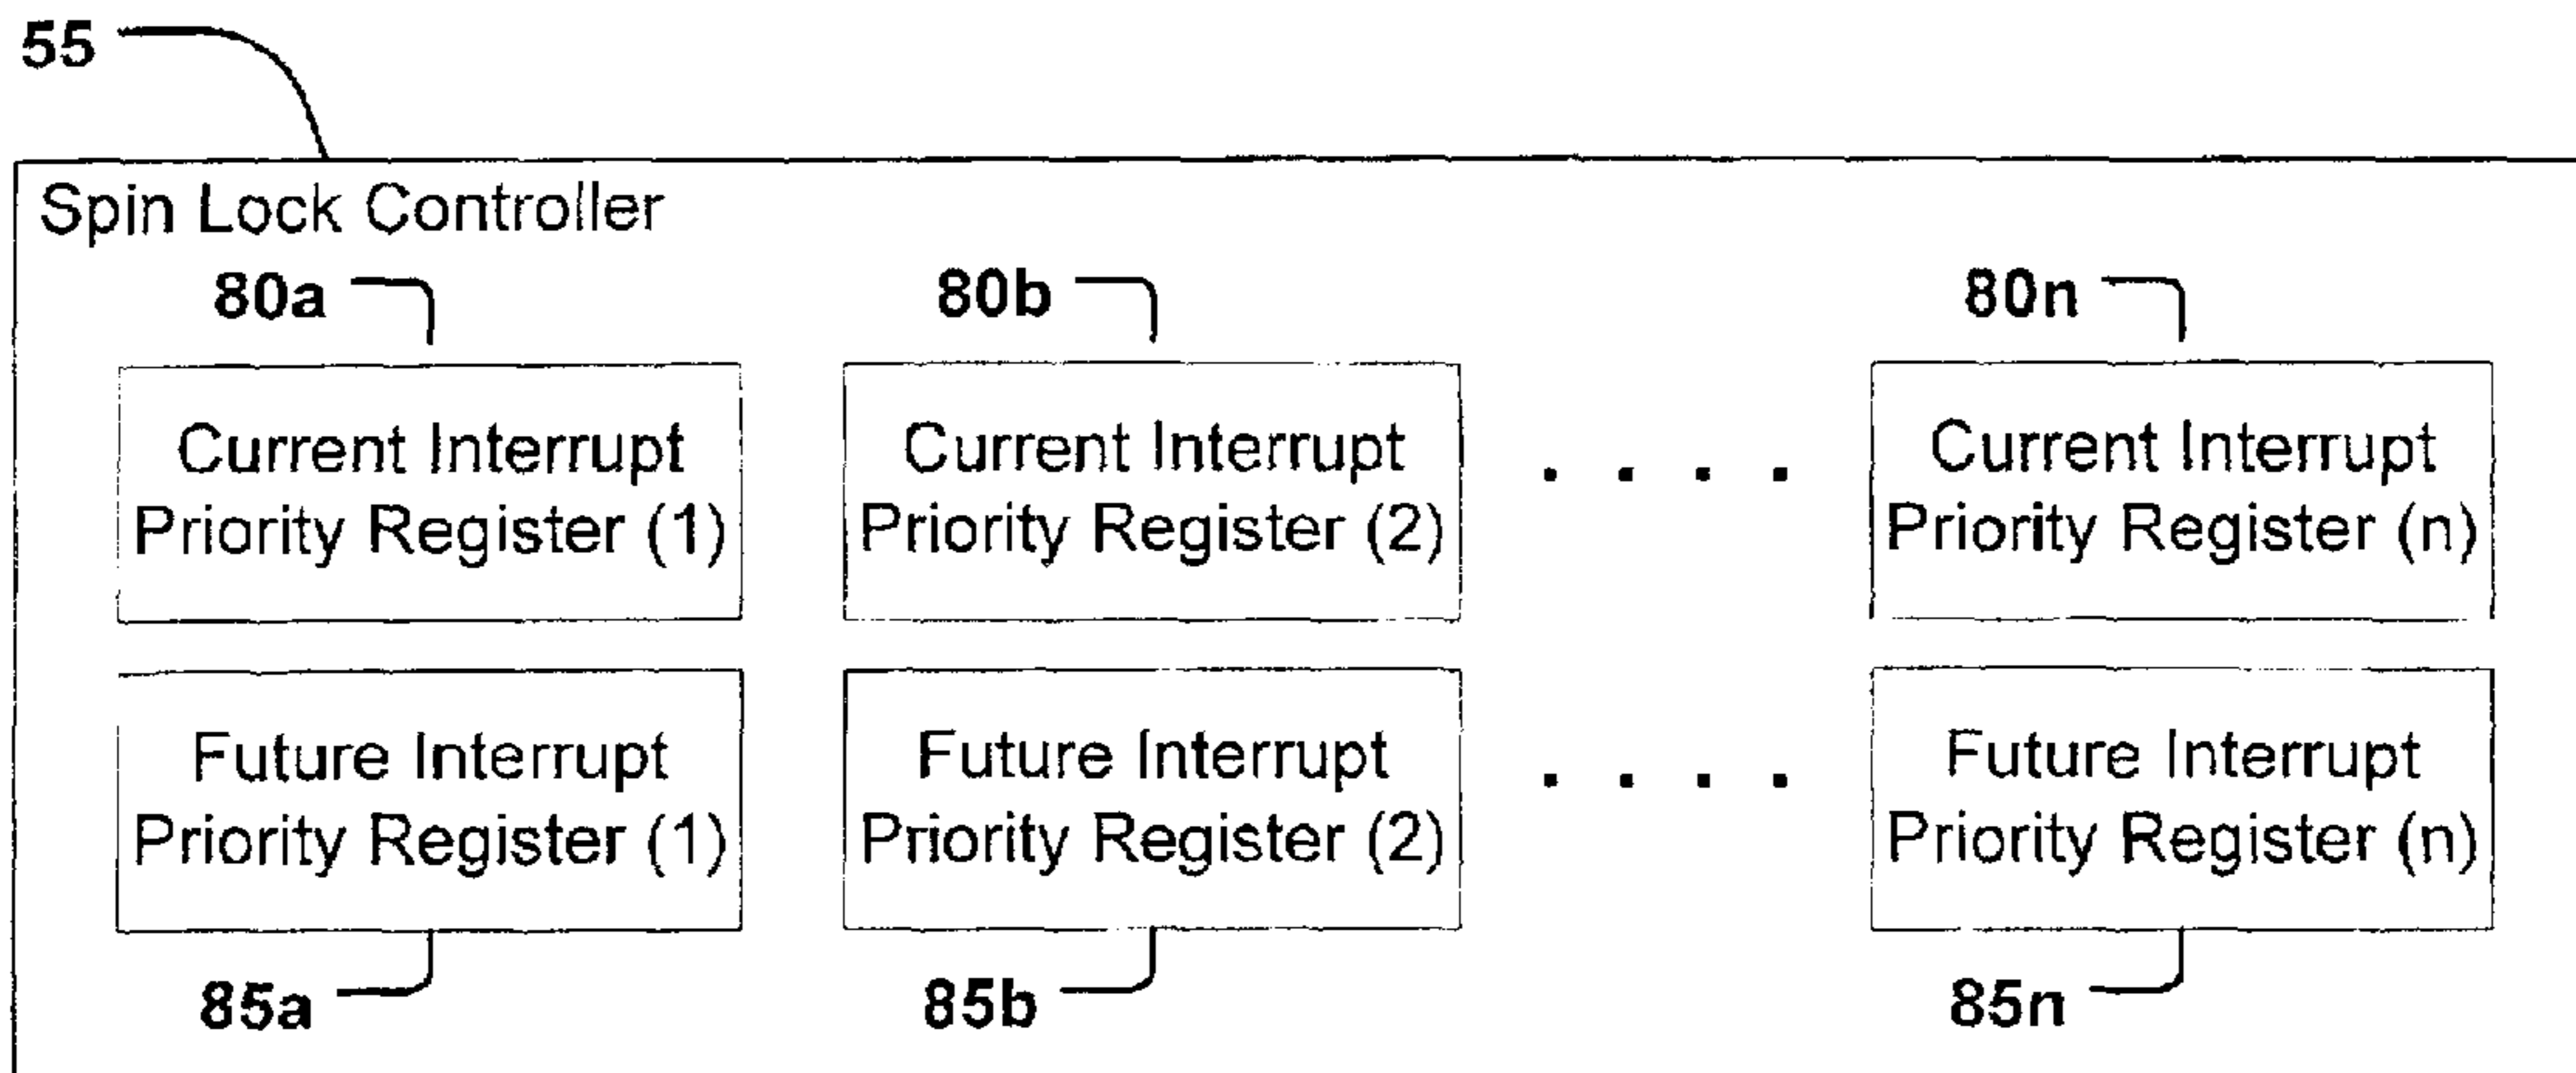 55
Spin Lock Controller
80a
80b
80n
Current Interrupt
Priority Register (1)
Current Interrupt
Priority Register (2)
. . . .
Current Interrupt
Priority Register (n)
Future Interrupt
Priority Register (1)
Future Interrupt
Priority Register (2)
. . . .
Future Interrupt
Priority Register (n)
85a
85b
85n